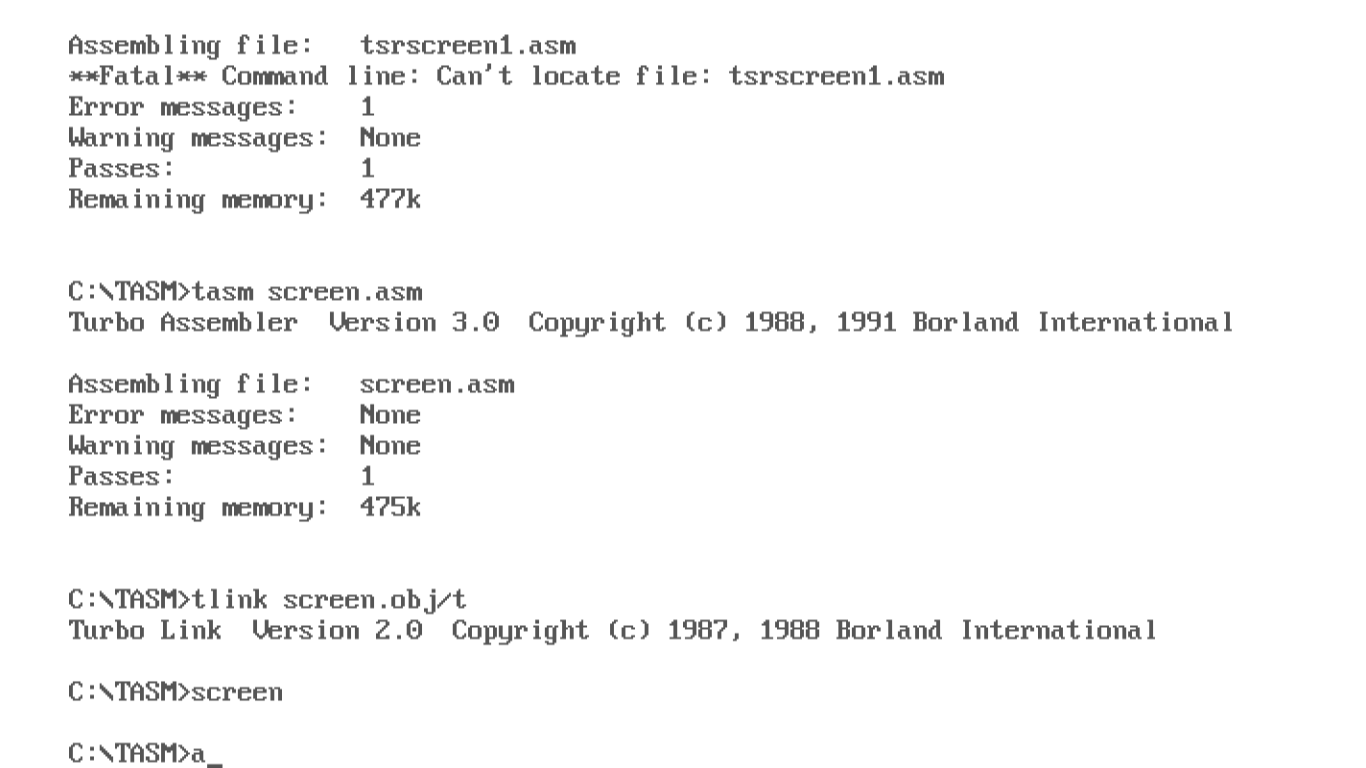 Assembling file:   tsrscreen1.asm
**Fatal** Command line: Can't locate file: tsrscreen1.asm
Error messages:    1
Warning messages:  None
Passes:            1
Remaining memory:  477k
C:\TASM>tasm screen.asm
Turbo Assembler  Version 3.0  Copyright (c) 1988, 1991 Borland International
Assembling file:   screen.asm
Error messages:    None
Warning messages:  None
Passes:            1
Remaining memory:  475k
C:\TASM>tlink screen.obj/t
Turbo Link  Version 2.0  Copyright (c) 1987, 1988 Borland International
C:\TASM>screen
C:\TASM>a_